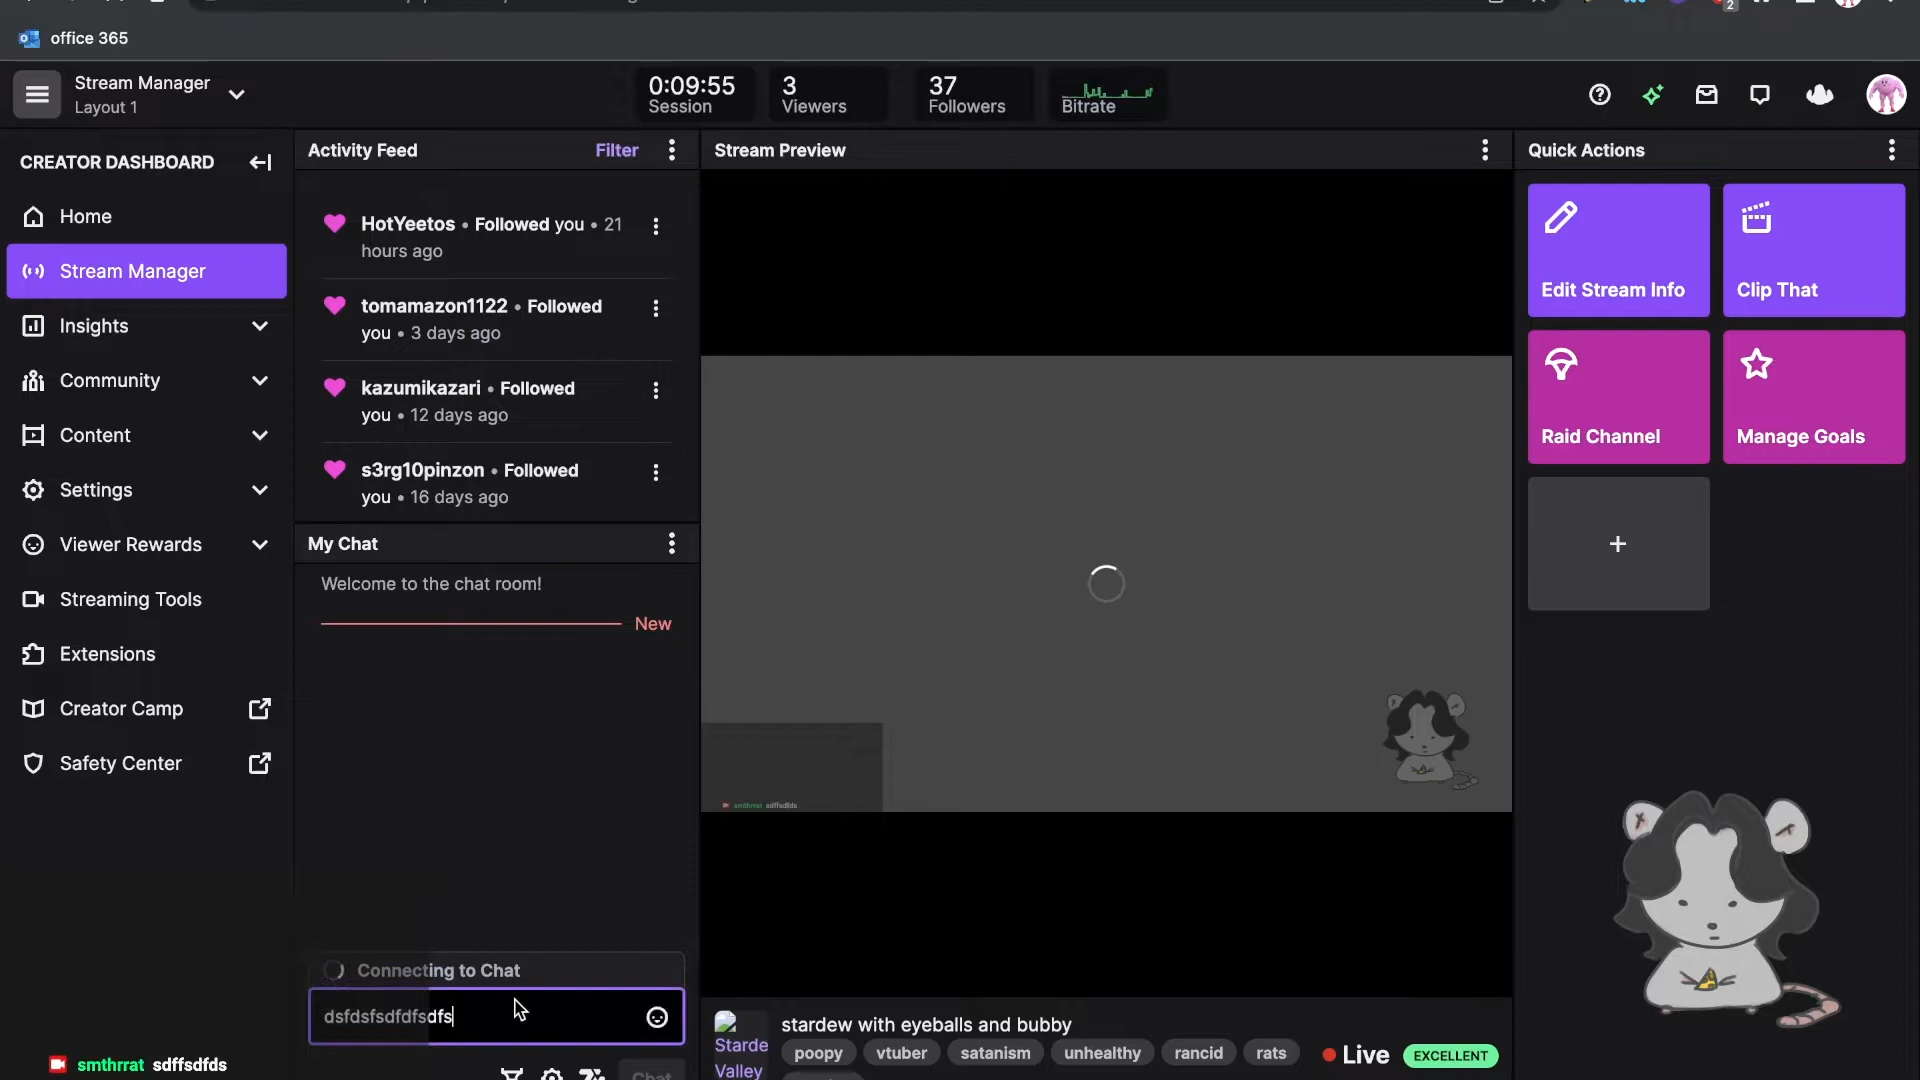 2
office 365
Stream Manager
Layout 1
0:09:55
Session
3
Viewers
37
Followers
Bitrate
CREATOR DASHBOARD
Home
Stream Manager
Insights
Community
Content
Settings
Viewer Rewards
Streaming Tools
Extensions
Creator Camp
Safety Center
smthrrat sdffsdfds
Activity Feed
Filter
HotYeetos • Followed you • 21
hours ago
tomamazon1122 • Followed
you • 3 days ago
kazumikazari • Followed
you • 12 days ago
s3rg10pinzon • Followed
you • 16 days ago
My Chat
Welcome to the chat room!
New
Connecting to Chat
dsfdsfsdfdfsdfs
Chat
Stream Preview
smthrrat sdffsdfds
Starde
Valley
stardew with eyeballs and bubby
poopy vtuber satanism unhealthy rancid rats
Live
EXCELLENT
Quick Actions
Edit Stream Info
Clip That
Raid Channel
Manage Goals
+